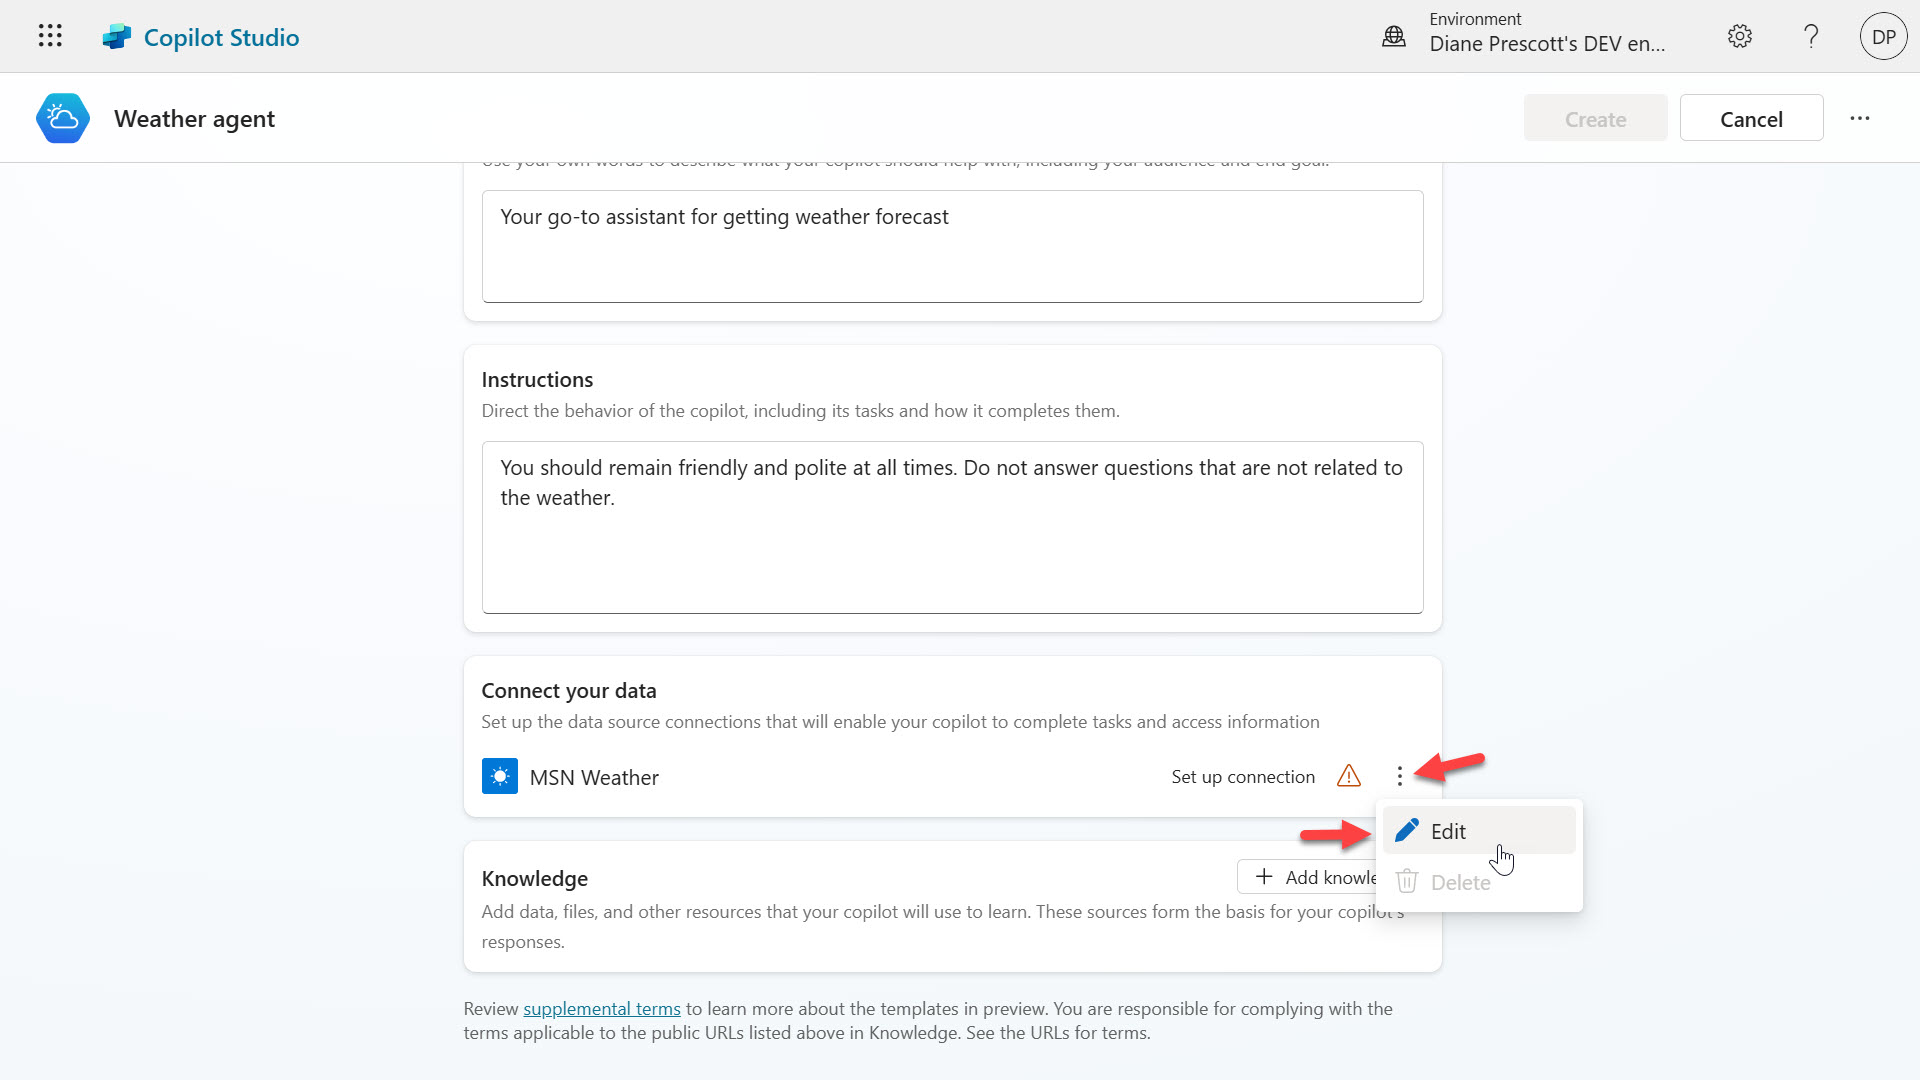 Copilot Studio
Environment
Diane Prescott's DEV en...
?
DP
Weather agent
Create
Cancel
Use your own words to describe what your copilot should help with, including your audience and end goal.
Your go-to assistant for getting weather forecast
Instructions
Direct the behavior of the copilot, including its tasks and how it completes them.
You should remain friendly and polite at all times. Do not answer questions that are not related to
the weather.
Connect your data
Set up the data source connections that will enable your copilot to complete tasks and access information
MSN Weather
Set up connection
Edit
Delete
Knowledge
Add knowle
Add data, files, and other resources that your copilot will use to learn. These sources form the basis for your copilot's
responses.
Review supplemental terms to learn more about the templates in preview. You are responsible for complying with the
terms applicable to the public URLs listed above in Knowledge. See the URLs for terms.